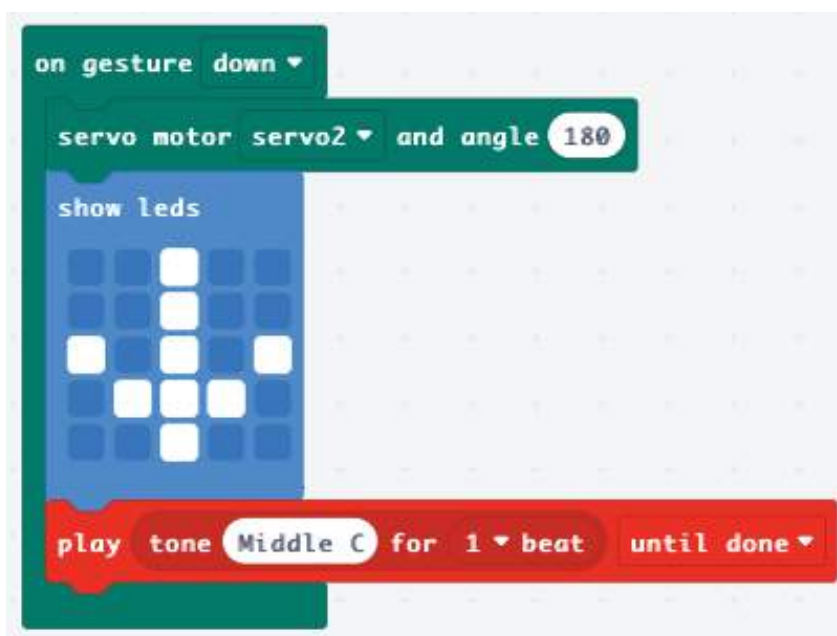 on gesture down
servo motor servo2 and angle 180
show leds
play tone Middle C for 1 beat until done